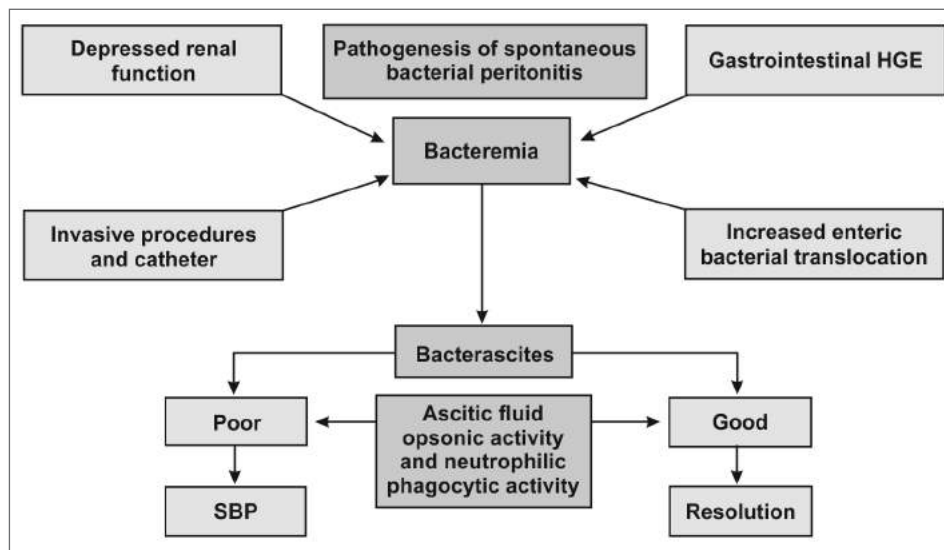 Depressed renal
function
Pathogenesis of spontaneous
bacterial peritonitis
Gastrointestinal HGE
Bacteremia
Invasive procedures
and catheter
Increased enteric
bacterial translocation
Bacterascites
Poor
Ascitic fluid
opsonic activity
and neutrophilic
phagocytic activity
Good
SBP
Resolution